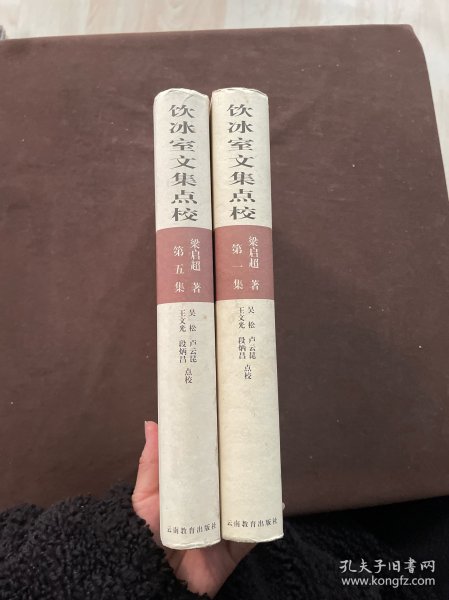 饮冰室文集点校
梁启超 著
第五集
吴松 卢云昆
王文光 段炳昌 点校
云南教育出版社
饮冰室文集点校
梁启超 著
第一集
吴松 卢云昆
王文光 段炳昌 点校
云南教育出版社
孔夫子旧书网
www.kongfz.com